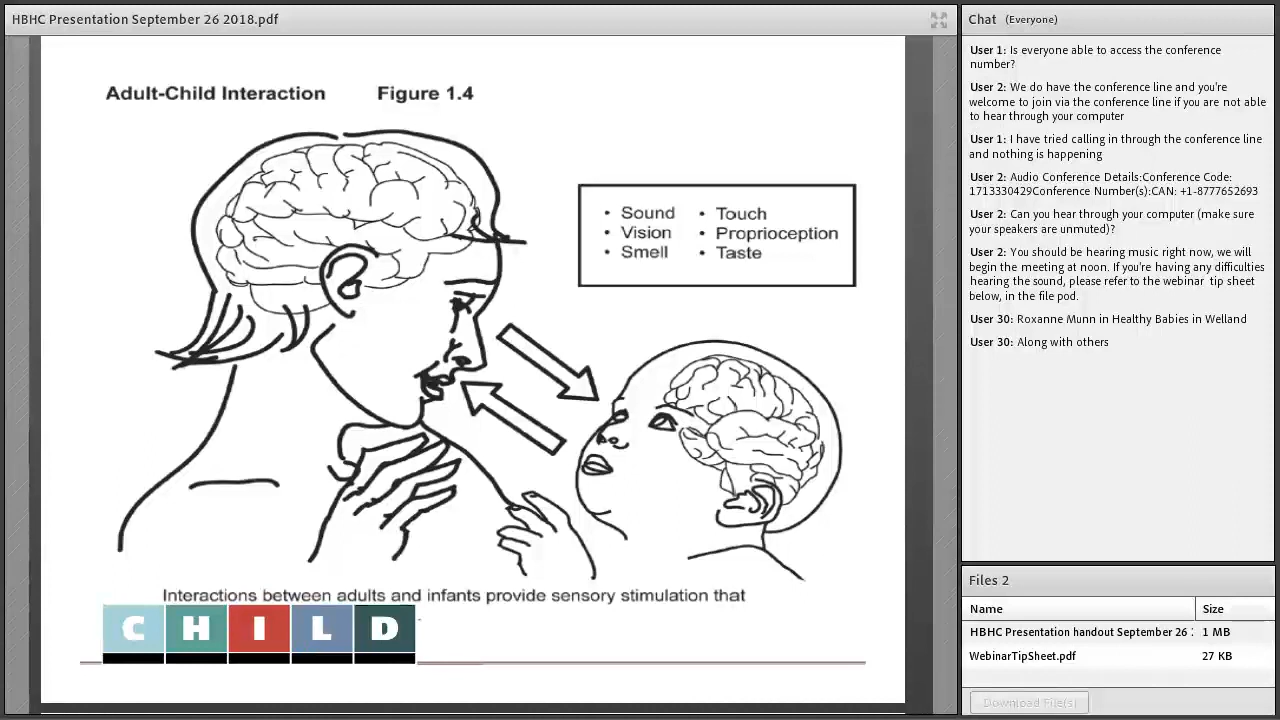 HBHC Presentation September 26 2018.pdf
Adult-Child Interaction Figure 1.4
• Sound • Touch
• Vision • Proprioception
• Smell • Taste
Interactions between adults and infants provide sensory stimulation that
C H I L D
Chat (Everyone)
User 1: Is everyone able to access the conference
number?
User 2: We do have the conference line and you're
welcome to join via the conference line if you are not able
to hear through your computer
User 1: I have tried calling in through the conference line
and nothing is happening
User 2: Audio Conference Details:Conference Code:
1713330429Conference Number(s):CAN: +1-8777652693
User 2: Can you hear through your computer (make sure
your speakers are unmuted)?
User 2: You should be hearing music right now, we will
begin the meeting at noon. If you're having any difficulties
hearing the sound, please refer to the webinar tip sheet
below, in the file pod.
User 30: Roxanne Munn in Healthy Babies in Welland
User 30: Along with others
Files 2
Name Size
HBHC Presentation handout September 26 1 MB
WebinarTipSheet.pdf 27 KB
Download File(s)